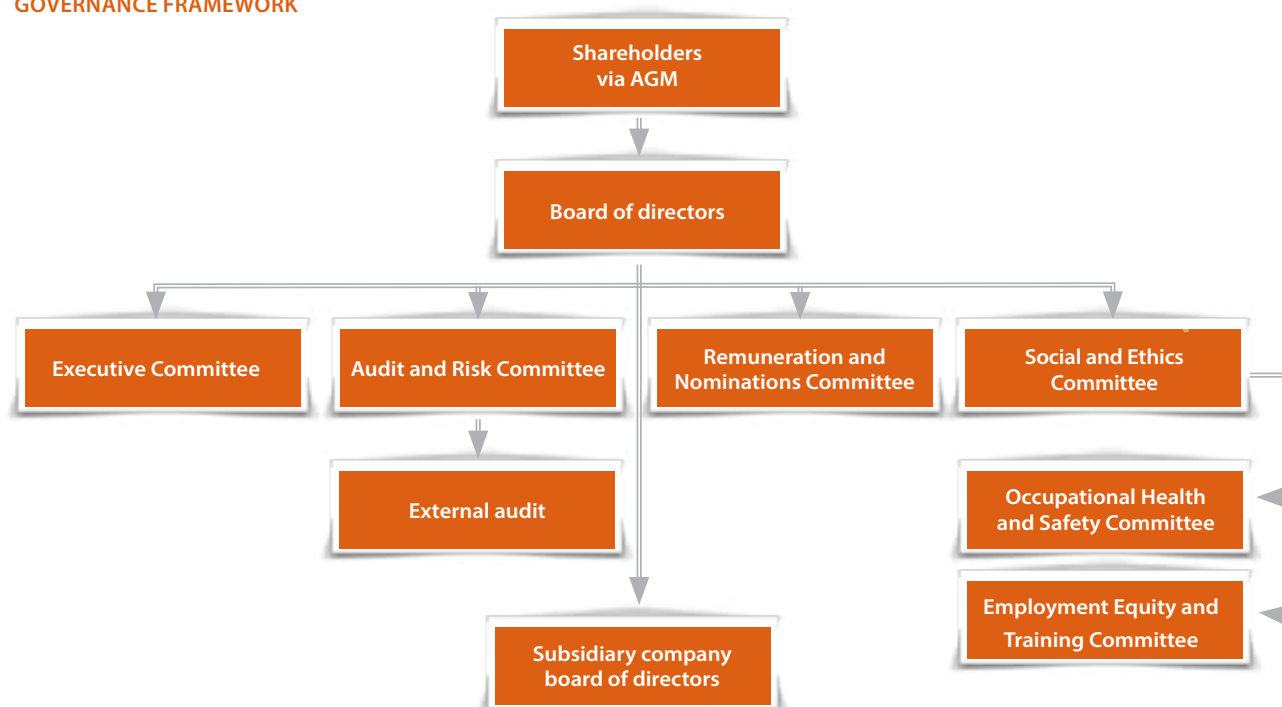 GOVERNANCE FRAMEWORK
Shareholders
via AGM
Board of directors
Executive Committee
Audit and Risk Committee
Remuneration and
Nominations Committee
Social and Ethics
Committee
External audit
Occupational Health
and Safety Committee
Employment Equity and
Training Committee
Subsidiary company
board of directors